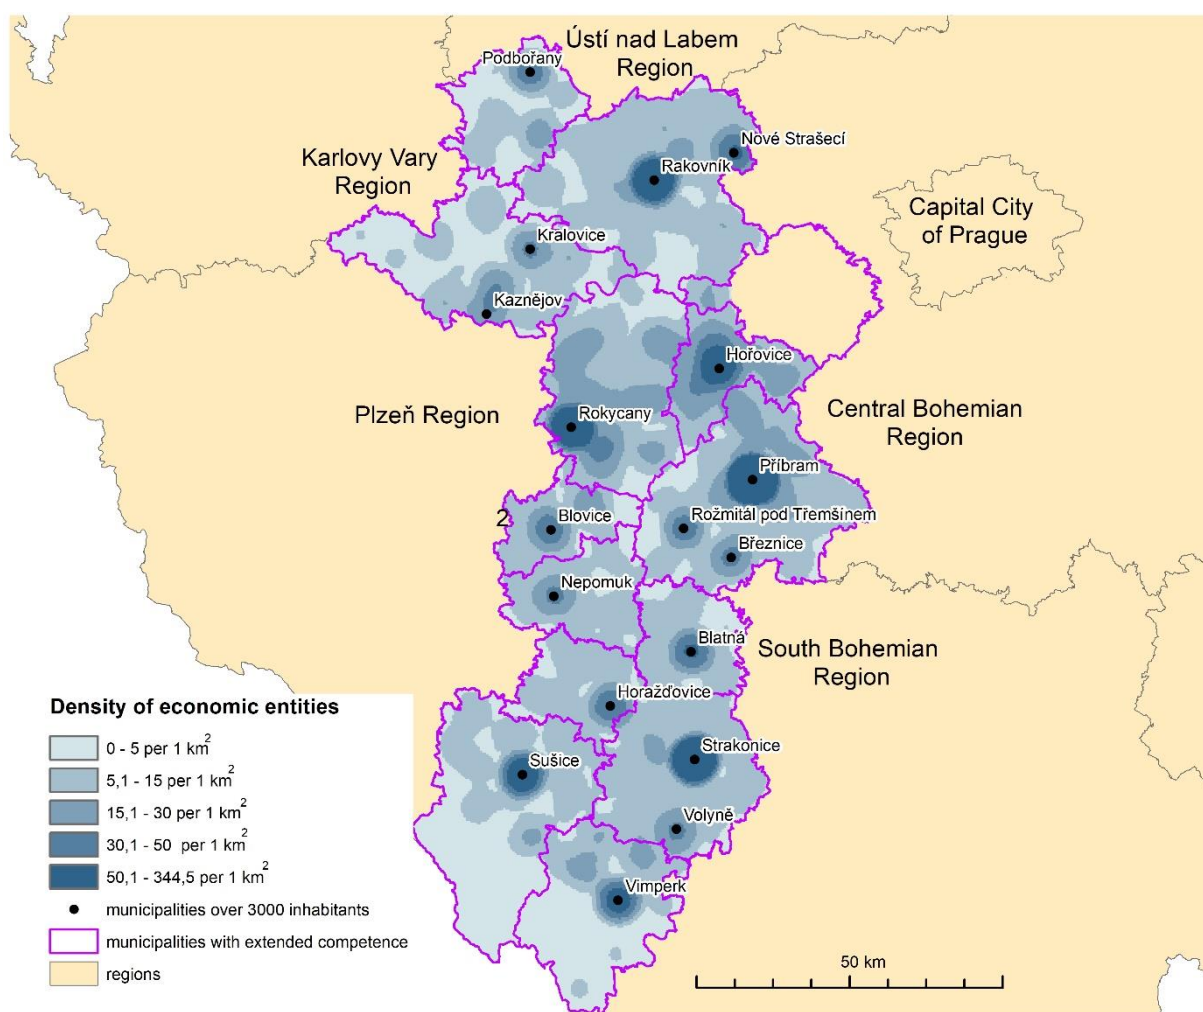 Ústí nad Labem
Region
Podbořany
Nové Strašecí
Karlovy Vary
Region
Rakovník
Capital City
of Prague
Kralovice
Kaznějov
Hořovice
Plzeň Region
Rokycany
Central Bohemian
Region
Příbram
2
Blovice
Rožmitál pod Třemšínem
Březnice
Nepomuk
Blatná
South Bohemian
Region
Horažďovice
Strakonice
Sušice
Volyně
Vimperk
Density of economic entities
0 - 5 per 1 km2
5,1 - 15 per 1 km2
15,1 - 30 per 1 km2
30,1 - 50 per 1 km2
50,1 - 344,5 per 1 km2
municipalities over 3000 inhabitants
municipalities with extended competence
regions
50 km